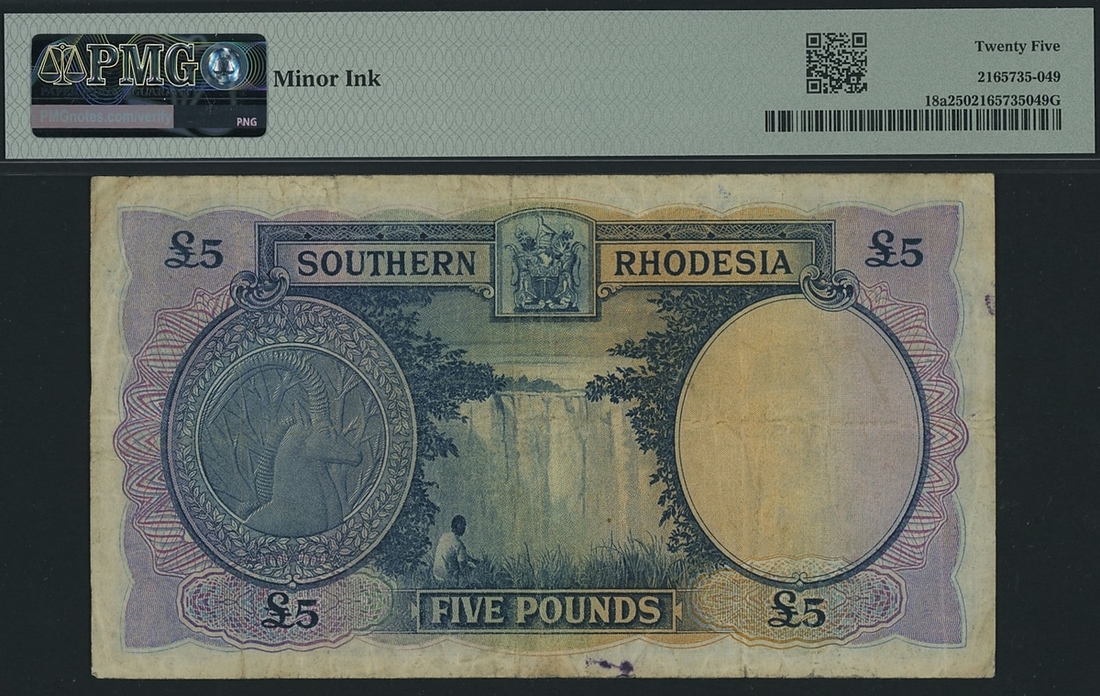 PMG
Minor Ink
PMGnotes.com/verify
PNG
Twenty Five
2165735-049
18a2502165735049G
£5
SOUTHERN RHODESIA
£5
£5
FIVE POUNDS
£5